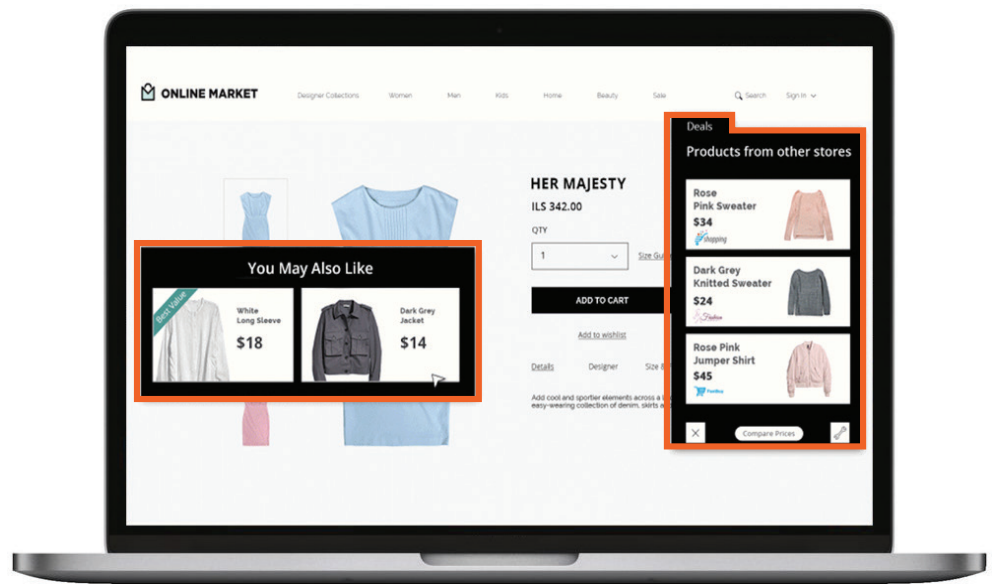 ONLINE MARKET
Designer Collections Women Men Kids Home Beauty Sale Search Sign In
HER MAJESTY
ILS 342.00
QTY
1
Size
ADD TO CART
Add to wishlist
Details Designer Size
Add cool and sportier elements across a
easy-wearing collection of denim, skirts
You May Also Like
Best Value
White
Long Sleeve
$18
Dark Grey
Jacket
$14
Deals
Products from other stores
Rose
Pink Sweater
$34
shopping
Dark Grey
Knitted Sweater
$24
Fashion
Rose Pink
Jumper Shirt
$45
Compare Prices